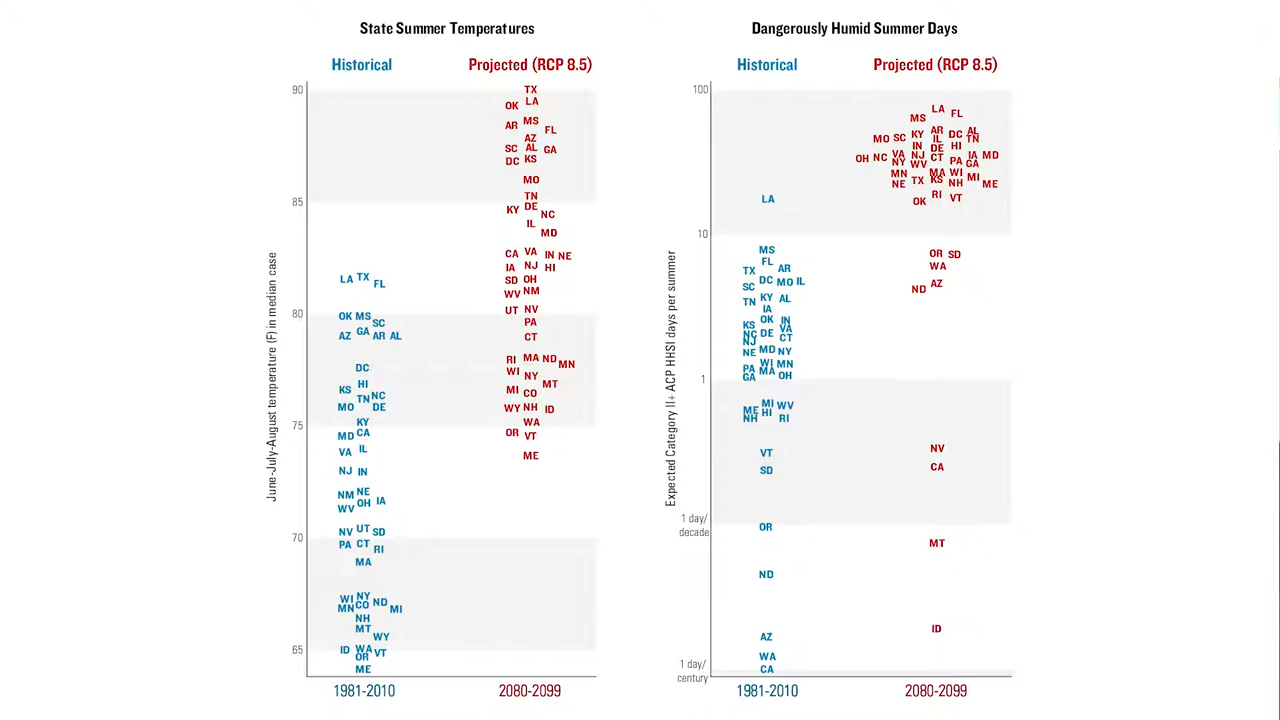 State Summer Temperatures
Historical
Projected (RCP 8.5)
June-July-August temperature (F) in median case
90
85
80
75
70
65
LA TX FL
OK MS SC
AZ GA AR AL
DC
HI
KS TN NC
MO DE
KY
MD CA
VA IL
NJ IN
NM NE
WV OH IA
NV UT SD
PA CT RI
MA
WI NY ND
MN CO MI
NH
MT
WY
ID WA
OR VT
ME
TX
OK LA
AR MS FL
AZ
SC AL GA
DC KS
MO
TN
KY DE NC
IL
MD
CA VA IN NE
IA NJ HI
SD OH
WV NM
UT NV
PA
CT
RI MA ND MN
WI NY
MT
MI CO
WY NH ID
WA
OR VT
ME
1981-2010
2080-2099
Dangerously Humid Summer Days
Historical
Projected (RCP 8.5)
Expected Category II+ ACP HHSI days per summer
100
10
1
1 day/
decade
1 day/
century
LA
MS
FL
TX AR
SC DC MO IL
TN KY AL
IA
OK IN
KS VA
NC DE CT
NJ
NE MD NY
WI MN
PA MA
GA OH
MI WV
ME HI
NH RI
VT
SD
OR
ND
AZ
WA
CA
LA
MS FL
AR AL
MO SC KY DC
IL TN
IN HI
DE
OH NC VA NJ CT IA MD
NY WV PA GA
MN MA WI
TX KS MI
NE NH ME
RI
OK VT
OR SD
WA
AZ
ND
NV
CA
MT
ID
1981-2010
2080-2099